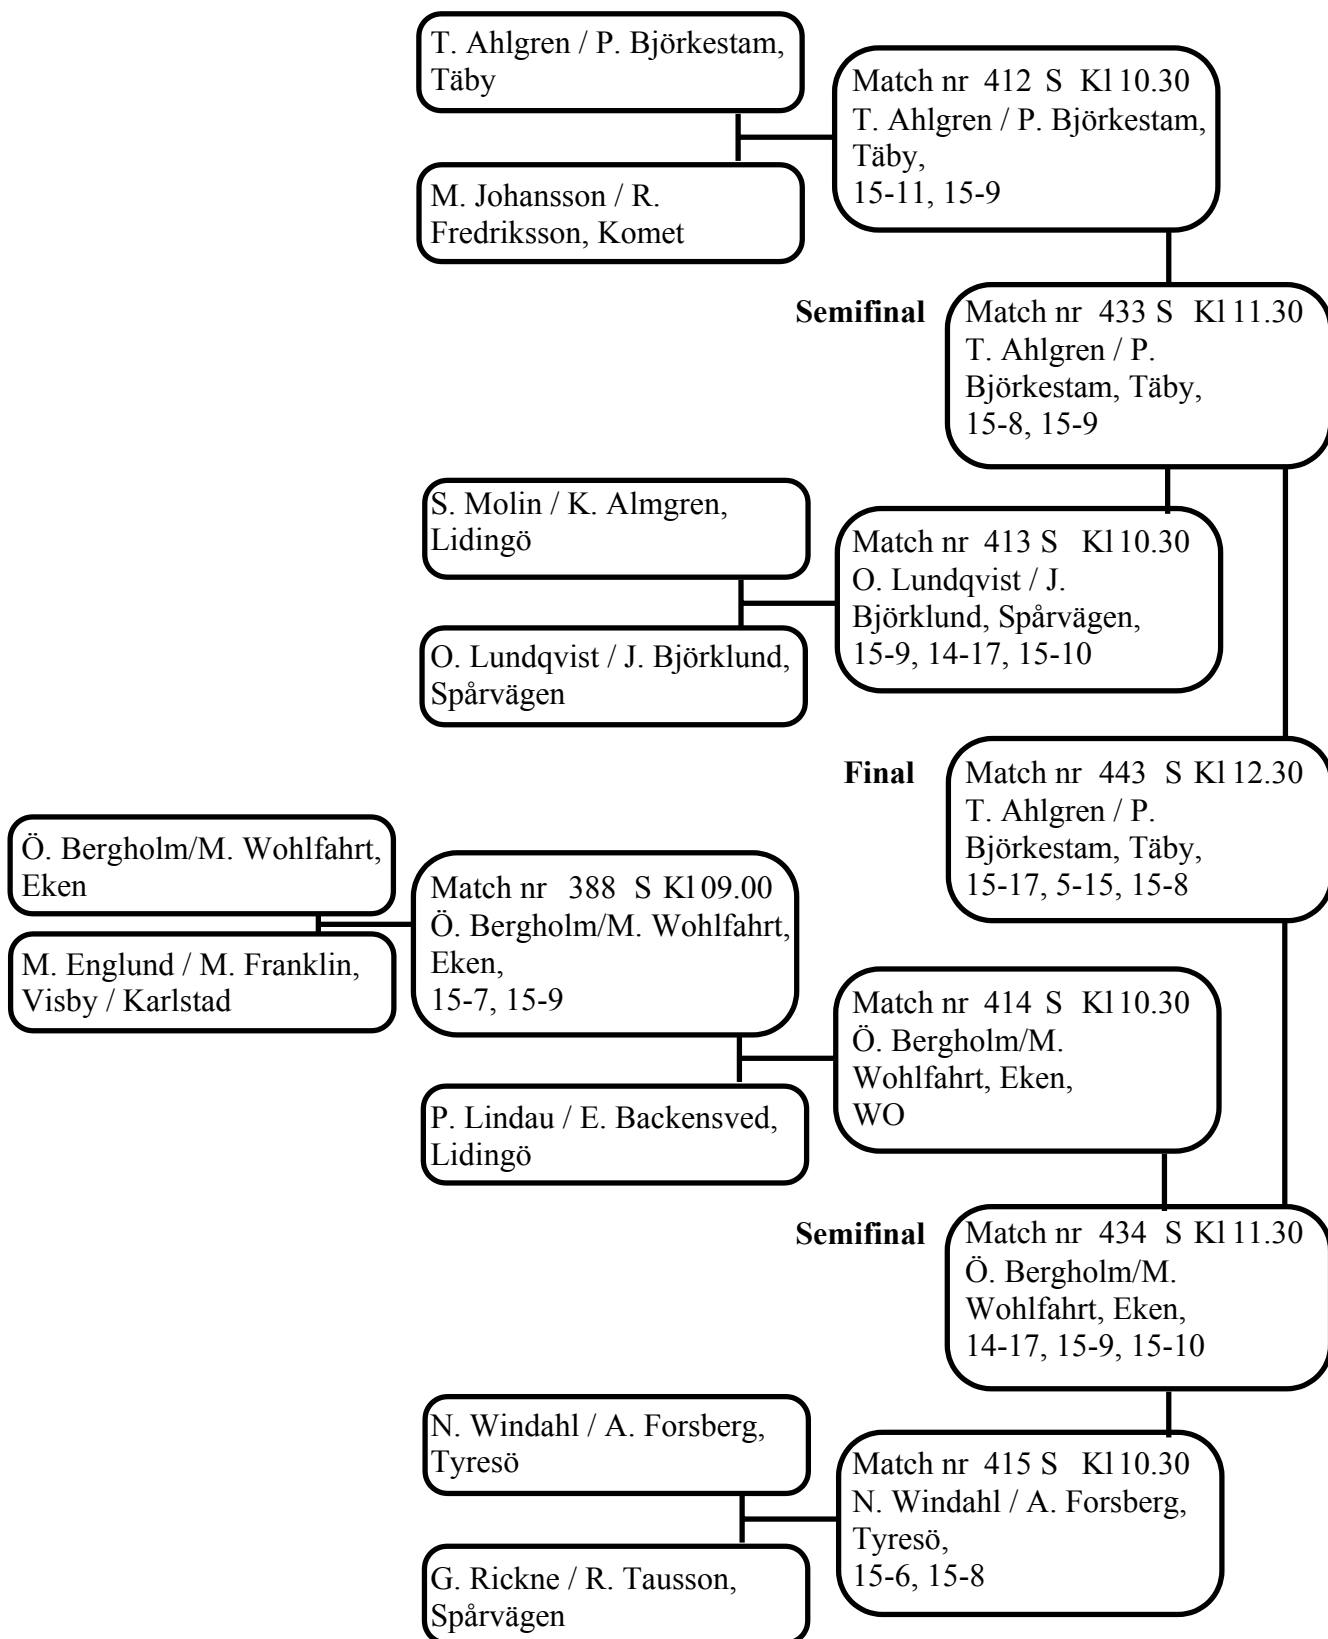 T. Ahlgren / P. Björkestam,
Täby
Match nr 412 S Kl 10.30
T. Ahlgren / P. Björkestam,
Täby,
15-11, 15-9
M. Johansson / R.
Fredriksson, Komet
Semifinal
Match nr 433 S Kl 11.30
T. Ahlgren / P.
Björkestam, Täby,
15-8, 15-9
S. Molin / K. Almgren,
Lidingö
Match nr 413 S Kl 10.30
O. Lundqvist / J.
Björklund, Spårvägen,
15-9, 14-17, 15-10
O. Lundqvist / J. Björklund,
Spårvägen
Final
Match nr 443 S Kl 12.30
T. Ahlgren / P.
Björkestam, Täby,
15-17, 5-15, 15-8
Ö. Bergholm/M. Wohlfahrt,
Eken
M. Englund / M. Franklin,
Visby / Karlstad
Match nr 388 S Kl 09.00
Ö. Bergholm/M. Wohlfahrt,
Eken,
15-7, 15-9
Match nr 414 S Kl 10.30
Ö. Bergholm/M.
Wohlfahrt, Eken,
WO
P. Lindau / E. Backensved,
Lidingö
Semifinal
Match nr 434 S Kl 11.30
Ö. Bergholm/M.
Wohlfahrt, Eken,
14-17, 15-9, 15-10
N. Windahl / A. Forsberg,
Tyresö
Match nr 415 S Kl 10.30
N. Windahl / A. Forsberg,
Tyresö,
15-6, 15-8
G. Rickne / R. Tausson,
Spårvägen